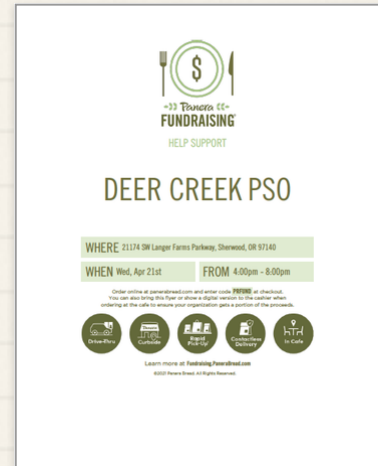 $
Panera
FUNDRAISING
HELP SUPPORT
DEER CREEK PSO
WHERE 21174 SW Langer Farms Parkway, Sherwood, OR 97140
WHEN Wed, Apr 21st FROM 4:00pm - 8:00pm
Order online at panerabread.com and enter code PRFUND at checkout.
You can also bring this flyer or show a digital version to the cashier when
ordering at the cafe to ensure your organization gets a portion of the proceeds.
Drive-Thru
Curbside
Rapid
Pick-Up
Contactless
Delivery
In Cafe
Learn more at Fundraising.PaneraBread.com
©2021 Panera Bread. All Rights Reserved.